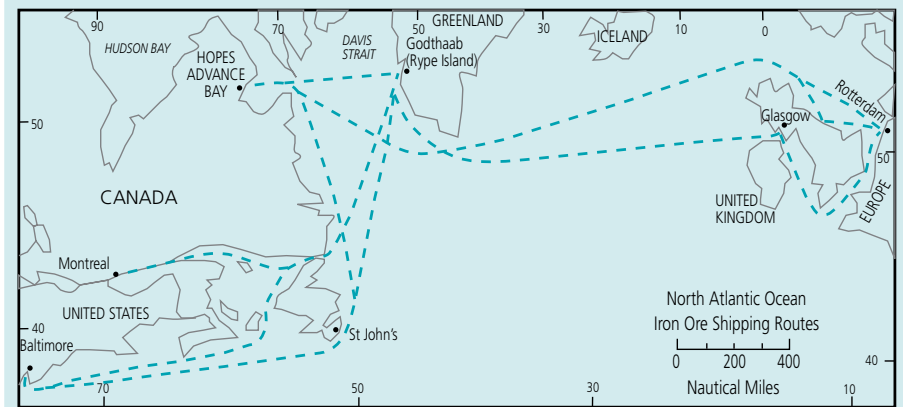 90
70
50
30
10
0
GREENLAND
ICELAND
HUDSON BAY
DAVIS
STRAIT
Godthaab
(Rype Island)
HOPES
ADVANCE
BAY
Rotterdam
Glasgow
50
50
CANADA
UNITED
KINGDOM
EUROPE
Montreal
UNITED STATES
St John's
40
Baltimore
North Atlantic Ocean
Iron Ore Shipping Routes
0 200 400
Nautical Miles
40
70
50
30
10